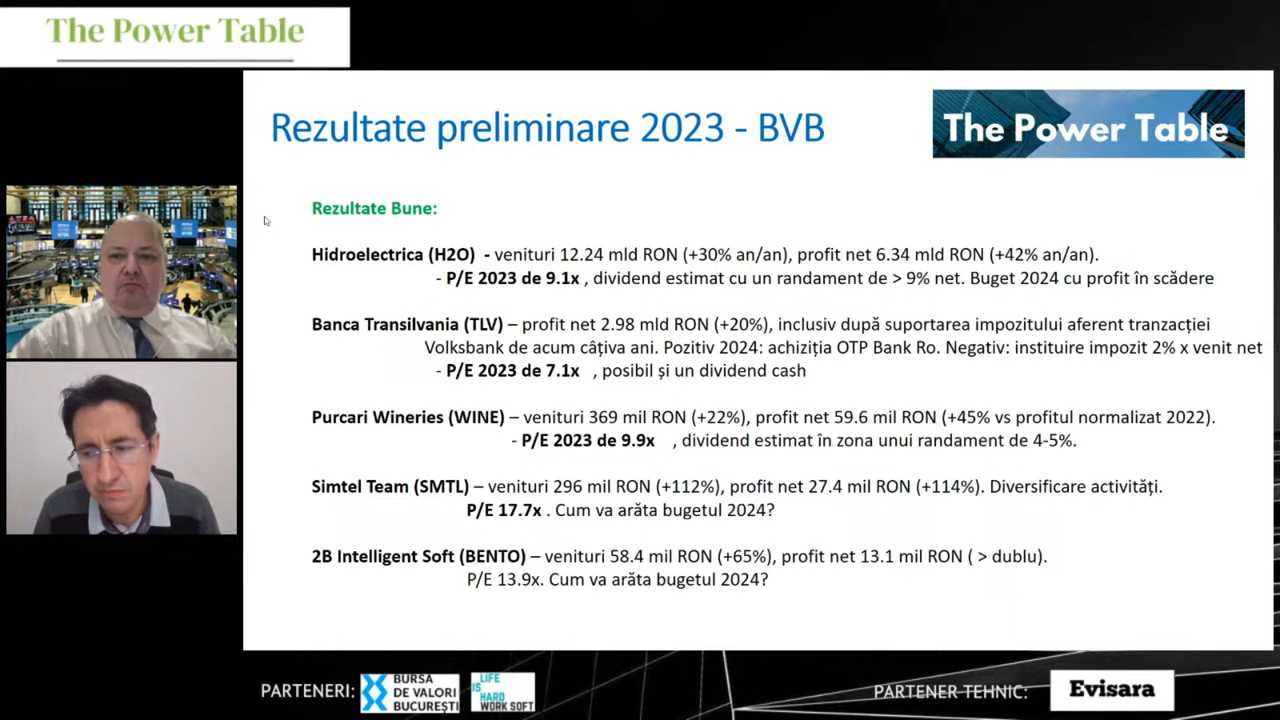 The Power Table
Rezultate preliminare 2023 - BVB
The Power Table
Rezultate Bune:
Hidroelectrica (H2O) - venituri 12.24 mld RON (+30% an/an), profit net 6.34 mld RON (+42% an/an).
- P/E 2023 de 9.1x , dividend estimat cu un randament de > 9% net. Buget 2024 cu profit în scădere
Banca Transilvania (TLV) – profit net 2.98 mld RON (+20%), inclusiv după suportarea impozitului aferent tranzacției
Volksbank de acum câțiva ani. Pozitiv 2024: achiziția OTP Bank Ro. Negativ: instituire impozit 2% x venit net
- P/E 2023 de 7.1x , posibil și un dividend cash
Purcari Wineries (WINE) – venituri 369 mil RON (+22%), profit net 59.6 mil RON (+45% vs profitul normalizat 2022).
- P/E 2023 de 9.9x , dividend estimat în zona unui randament de 4-5%.
Simtel Team (SMTL) – venituri 296 mil RON (+112%), profit net 27.4 mil RON (+114%). Diversificare activități.
P/E 17.7x . Cum va arăta bugetul 2024?
2B Intelligent Soft (BENTO) – venituri 58.4 mil RON (+65%), profit net 13.1 mil RON ( > dublu).
P/E 13.9x. Cum va arăta bugetul 2024?
PARTENERI:
BURSA
DE VALORI
BUCUREȘTI
LIFE
IS
HARD
WORK SOFT
PARTENER TEHNIC:
Evisara